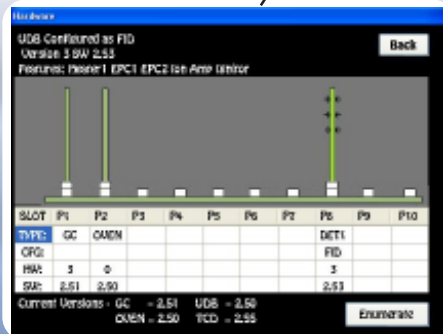 Hardware
UDB Configured as FID
Version 3 SW 2.53
Features: Heater1 EPC1 EPC2 Ion Amp Ignitor
Back
SLOT P1 P2 P3 P4 P5 P6 P7 P8 P9 P10
TYPE: GC OVEN DET1
CFG: FID
HW: 3 0 3
SW: 2.51 2.50 2.53
Current Versions - GC - 2.51 UDB - 2.50
OVEN - 2.50 TCD - 2.55
Enumerate